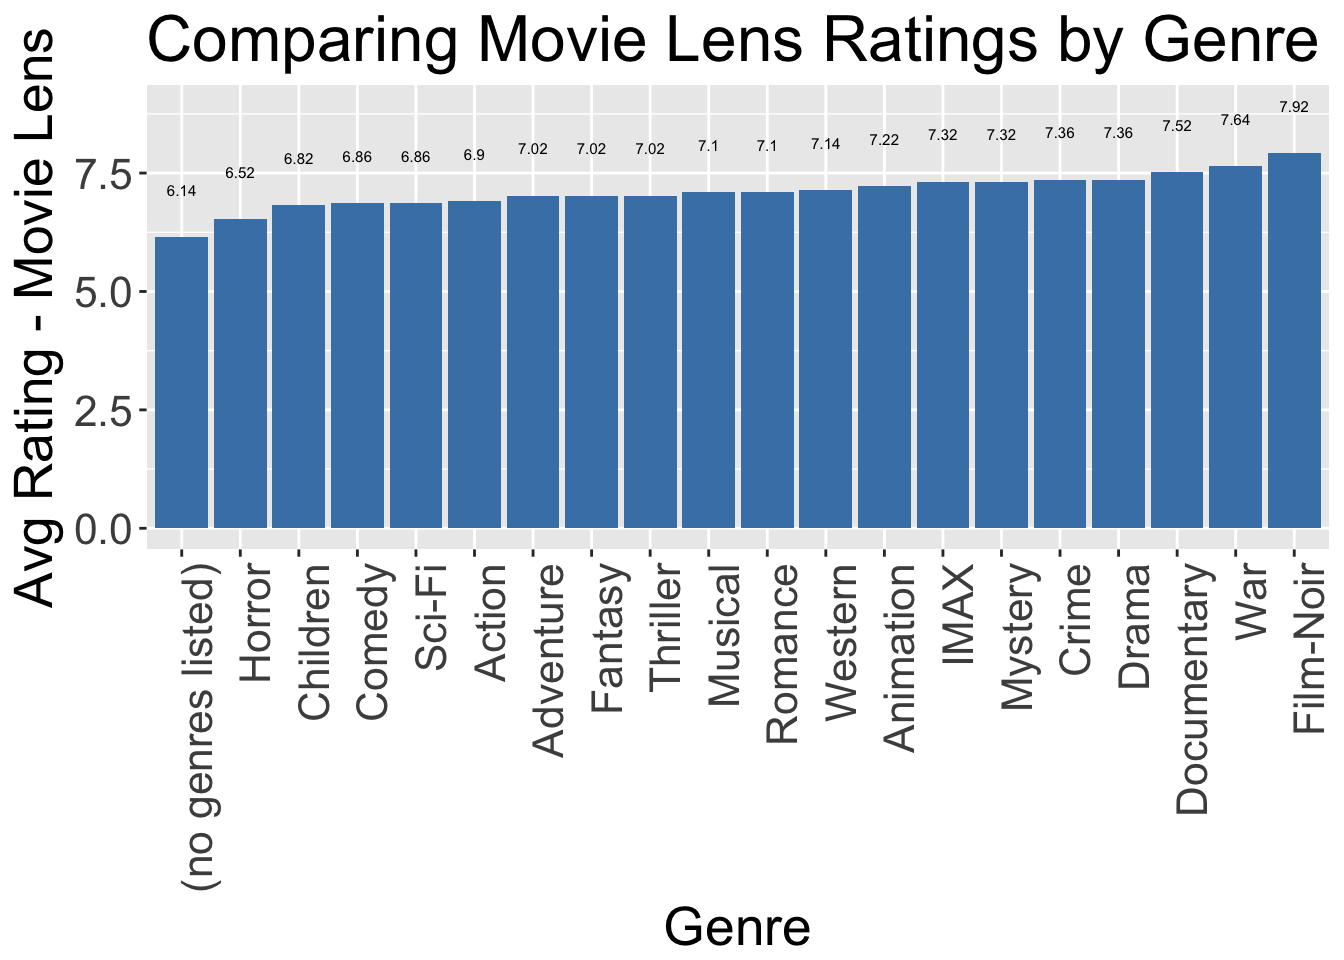 Comparing Movie Lens Ratings by Genre
Avg Rating - Movie Lens
7.5
5.0
2.5
0.0
6.14
6.52
6.82
6.86
6.86
6.9
7.02
7.02
7.02
7.1
7.1
7.14
7.22
7.32
7.32
7.36
7.36
7.52
7.64
7.92
(no genres listed)
Horror
Children
Comedy
Sci-Fi
Action
Adventure
Fantasy
Thriller
Musical
Romance
Western
Animation
IMAX
Mystery
Crime
Drama
Documentary
War
Film-Noir
Genre